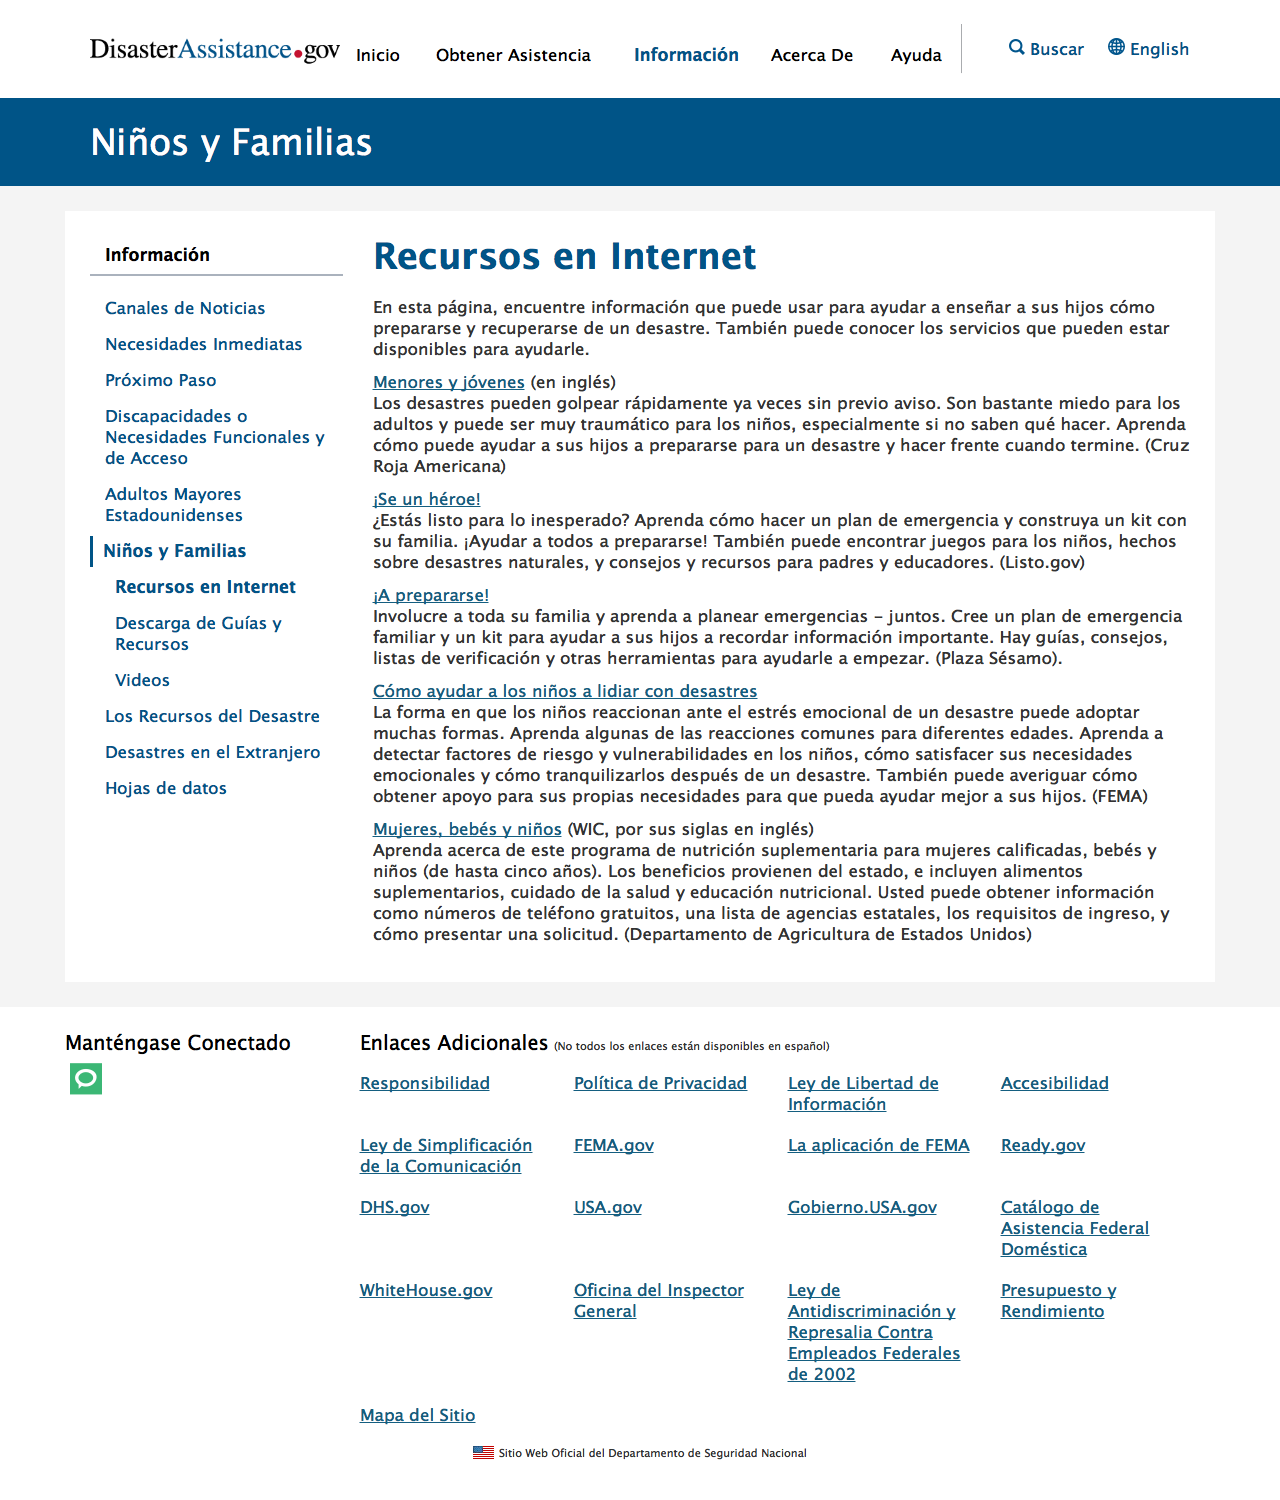 DisasterAssistance.gov
Inicio
Obtener Asistencia
Información
Acerca De
Ayuda
Buscar
English
Niños y Familias
Información
Canales de Noticias
Necesidades Inmediatas
Próximo Paso
Discapacidades o
Necesidades Funcionales y
de Acceso
Adultos Mayores
Estadounidenses
Niños y Familias
Recursos en Internet
Descarga de Guías y
Recursos
Videos
Los Recursos del Desastre
Desastres en el Extranjero
Hojas de datos
Recursos en Internet
En esta página, encuentre información que puede usar para ayudar a enseñar a sus hijos cómo
prepararse y recuperarse de un desastre. También puede conocer los servicios que pueden estar
disponibles para ayudarle.
Menores y jóvenes (en inglés)
Los desastres pueden golpear rápidamente ya veces sin previo aviso. Son bastante miedo para los
adultos y puede ser muy traumático para los niños, especialmente si no saben qué hacer. Aprenda
cómo puede ayudar a sus hijos a prepararse para un desastre y hacer frente cuando termine. (Cruz
Roja Americana)
¡Se un héroe!
¿Estás listo para lo inesperado? Aprenda cómo hacer un plan de emergencia y construya un kit con
su familia. ¡Ayudar a todos a prepararse! También puede encontrar juegos para los niños, hechos
sobre desastres naturales, y consejos y recursos para padres y educadores. (Listo.gov)
¡A prepararse!
Involucre a toda su familia y aprenda a planear emergencias – juntos. Cree un plan de emergencia
familiar y un kit para ayudar a sus hijos a recordar información importante. Hay guías, consejos,
listas de verificación y otras herramientas para ayudarle a empezar. (Plaza Sésamo).
Cómo ayudar a los niños a lidiar con desastres
La forma en que los niños reaccionan ante el estrés emocional de un desastre puede adoptar
muchas formas. Aprenda algunas de las reacciones comunes para diferentes edades. Aprenda a
detectar factores de riesgo y vulnerabilidades en los niños, cómo satisfacer sus necesidades
emocionales y cómo tranquilizarlos después de un desastre. También puede averiguar cómo
obtener apoyo para sus propias necesidades para que pueda ayudar mejor a sus hijos. (FEMA)
Mujeres, bebés y niños (WIC, por sus siglas en inglés)
Aprenda acerca de este programa de nutrición suplementaria para mujeres calificadas, bebés y
niños (de hasta cinco años). Los beneficios provienen del estado, e incluyen alimentos
suplementarios, cuidado de la salud y educación nutricional. Usted puede obtener información
como números de teléfono gratuitos, una lista de agencias estatales, los requisitos de ingreso, y
cómo presentar una solicitud. (Departamento de Agricultura de Estados Unidos)
Manténgase Conectado
Enlaces Adicionales (No todos los enlaces están disponibles en español)
Responsibilidad
Política de Privacidad
Ley de Libertad de
Información
Accesibilidad
Ley de Simplificación
de la Comunicación
FEMA.gov
La aplicación de FEMA
Ready.gov
DHS.gov
USA.gov
Gobierno.USA.gov
Catálogo de
Asistencia Federal
Doméstica
WhiteHouse.gov
Oficina del Inspector
General
Ley de
Antidiscriminación y
Represalia Contra
Empleados Federales
de 2002
Presupuesto y
Rendimiento
Mapa del Sitio
Sitio Web Oficial del Departamento de Seguridad Nacional